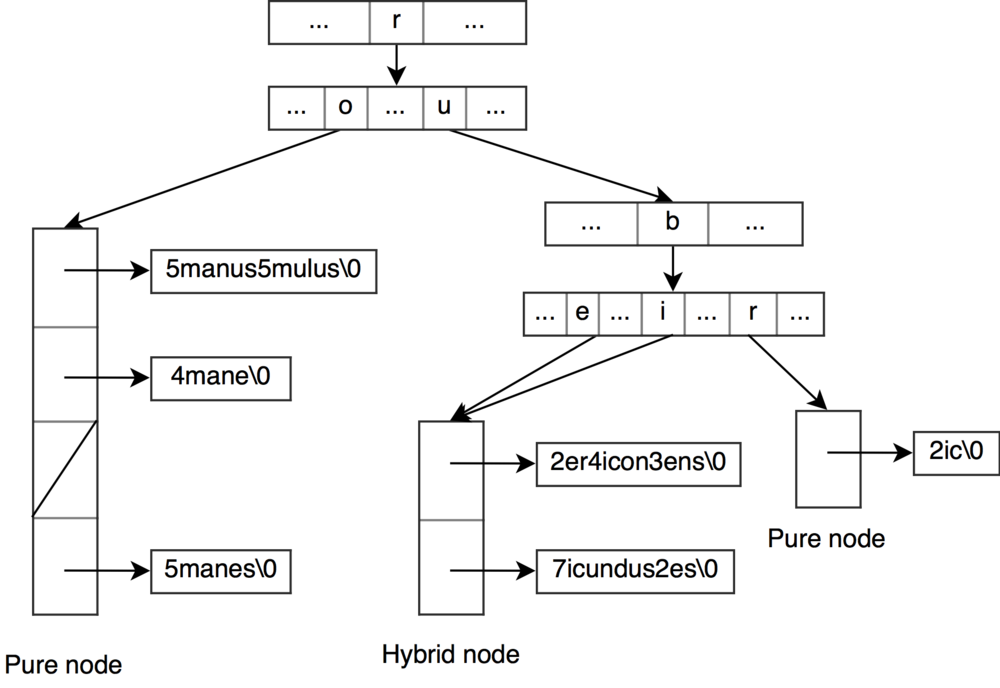 ... r ...
... o ... u ...
... b ...
5manus5mulus\0
... e ... i ... r ...
4mane\0
2ic\0
2er4icon3ens\0
Pure node
5manes\0
7icundus2es\0
Hybrid node
Pure node